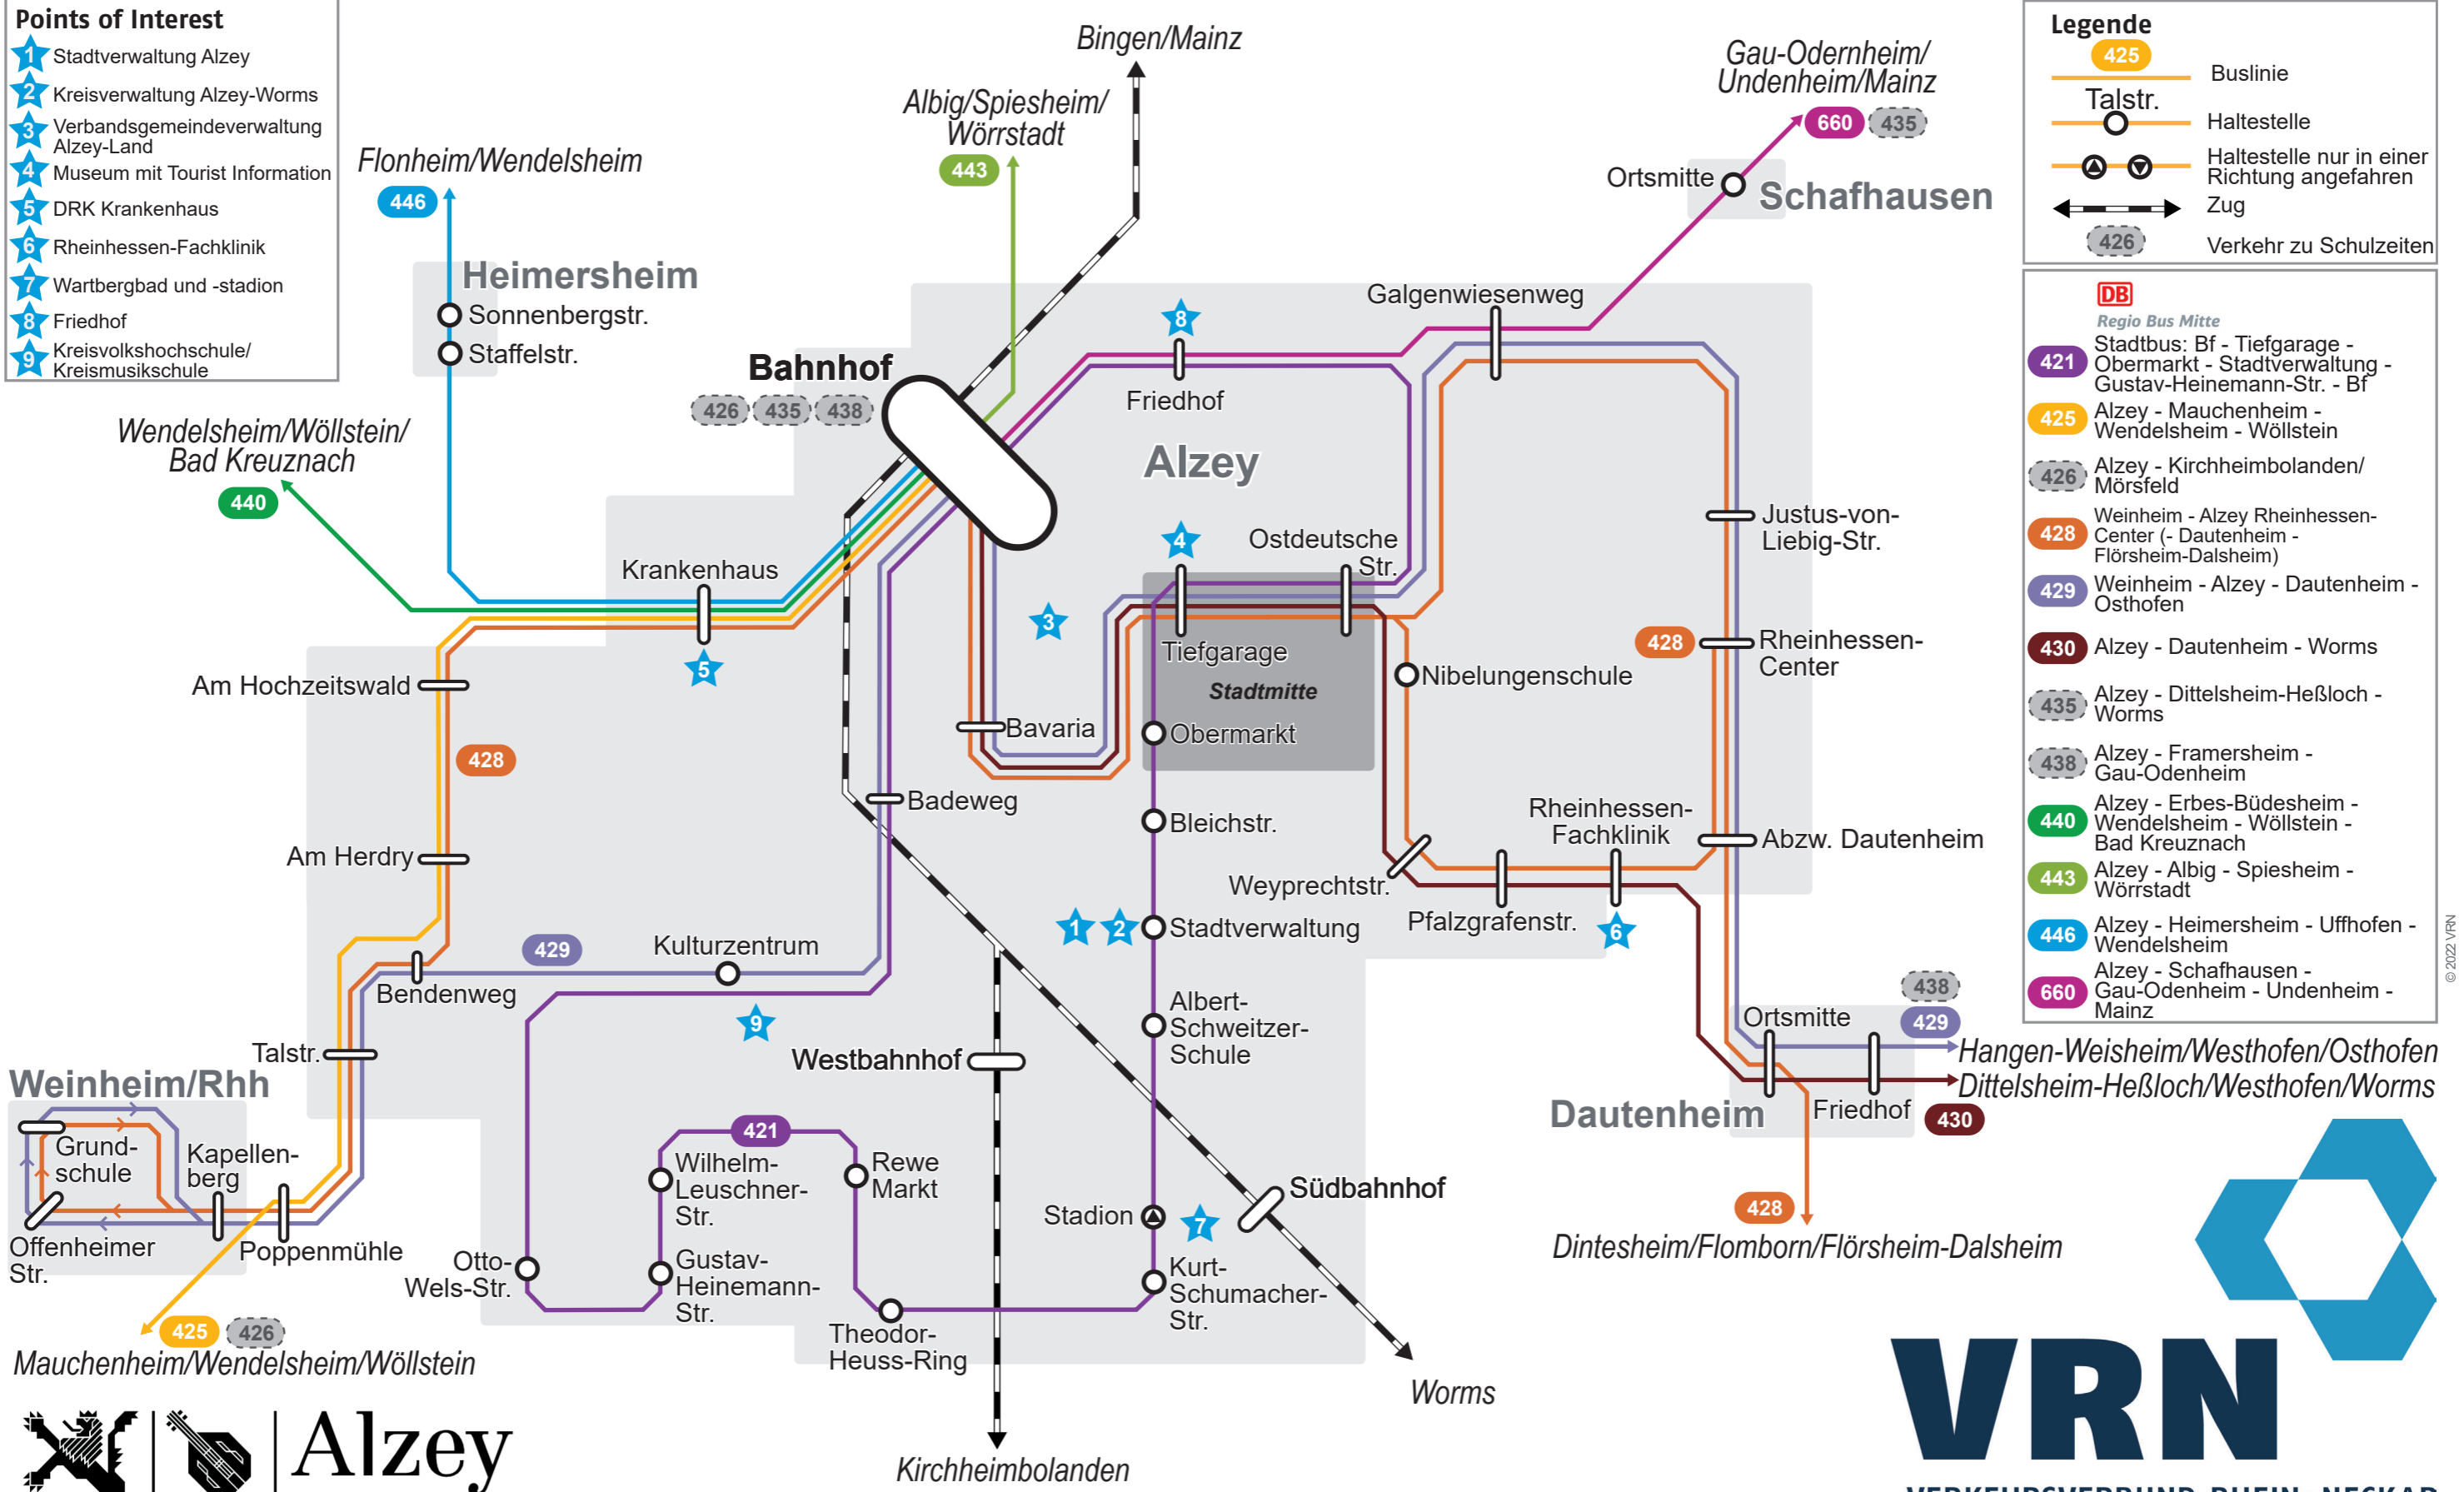 Points of Interest
1 Stadtverwaltung Alzey
2 Kreisverwaltung Alzey-Worms
3 Verbandsgemeindeverwaltung
Alzey-Land
4 Museum mit Tourist Information
5 DRK Krankenhaus
6 Rheinhessen-Fachklinik
7 Wartbergbad und -stadion
8 Friedhof
9 Kreisvolkshochschule/
Kreismusikschule
Bingen/Mainz
Albig/Spiesheim/
Wörrstadt
443
Flonheim/Wendelsheim
446
Gau-Odernheim/
Undenheim/Mainz
660 435
Ortsmitte
Schafhausen
Heimersheim
Sonnenbergstr.
Staffelstr.
Wendelsheim/Wöllstein/
Bad Kreuznach
440
Bahnhof
426 435 438
8
Friedhof
Galgenwiesenweg
Alzey
4
Ostdeutsche
Str.
Justus-von-
Liebig-Str.
Krankenhaus
5
3
Tiefgarage
Stadtmitte
Nibelungenschule
428
Rheinhessen-
Center
Am Hochzeitswald
428
Bavaria
Obermarkt
Badeweg
Bleichstr.
Rheinhessen-
Fachklinik
Abzw. Dautenheim
Am Herdry
Weyprechtstr.
Pfalzgrafenstr.
6
1 2
Stadtverwaltung
429
Kulturzentrum
Bendenweg
9
Albert-
Schweitzer-
Schule
Talstr.
Westbahnhof
438
429
Ortsmitte
Hangen-Weisheim/Westhofen/Osthofen
Dittelsheim-Heßloch/Westhofen/Worms
Friedhof
430
Dautenheim
Weinheim/Rhh
Grund-
schule
Kapellen-
berg
Offenheimer
Str.
Poppenmühle
421
Wilhelm-
Leuschner-
Str.
Rewe
Markt
Stadion
7
Südbahnhof
428
Dintesheim/Flomborn/Flörsheim-Dalsheim
Otto-
Wels-Str.
Gustav-
Heinemann-
Str.
Kurt-
Schumacher-
Str.
Theodor-
Heuss-Ring
425 426
Mauchenheim/Wendelsheim/Wöllstein
Worms
Kirchheimbolanden
Alzey
Legende
425
Buslinie
Talstr.
Haltestelle
Haltestelle nur in einer
Richtung angefahren
Zug
426
Verkehr zu Schulzeiten
DB
Regio Bus Mitte
421 Stadtbus: Bf - Tiefgarage -
Obermarkt - Stadtverwaltung -
Gustav-Heinemann-Str. - Bf
425 Alzey - Mauchenheim -
Wendelsheim - Wöllstein
426 Alzey - Kirchheimbolanden/
Mörsfeld
428 Weinheim - Alzey Rheinhessen-
Center (- Dautenheim -
Flörsheim-Dalsheim)
429 Weinheim - Alzey - Dautenheim -
Osthofen
430 Alzey - Dautenheim - Worms
435 Alzey - Dittelsheim-Heßloch -
Worms
438 Alzey - Framersheim -
Gau-Odenheim
440 Alzey - Erbes-Büdesheim -
Wendelsheim - Wöllstein -
Bad Kreuznach
443 Alzey - Albig - Spiesheim -
Wörrstadt
446 Alzey - Heimersheim - Uffhofen -
Wendelsheim
660 Alzey - Schafhausen -
Gau-Odenheim - Undenheim -
Mainz
© 2022 VRN
VRN
VERKEHRSVERBUND RHEIN-NECKAR